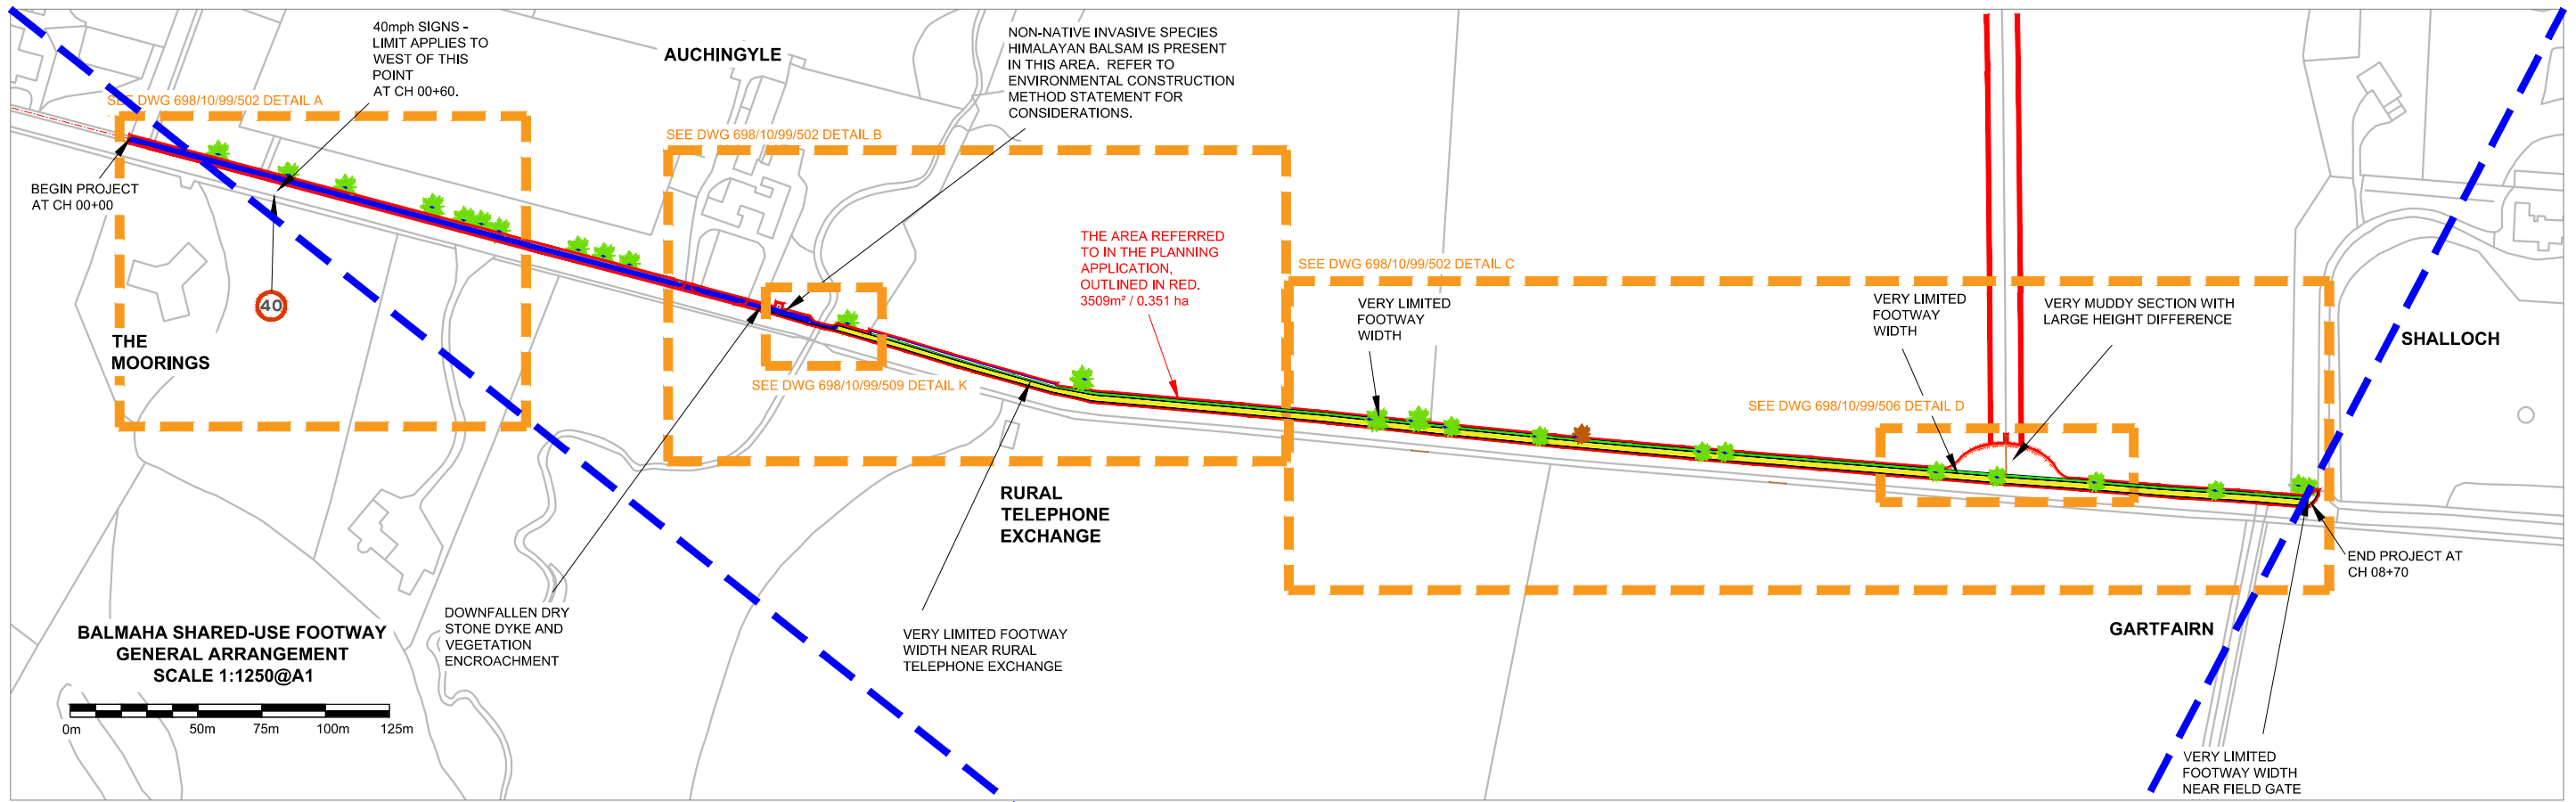 40mph SIGNS -
LIMIT APPLIES TO
WEST OF THIS
POINT
AT CH 00+60.
AUCHINGYLE
NON-NATIVE INVASIVE SPECIES
HIMALAYAN BALSAM IS PRESENT
IN THIS AREA. REFER TO
ENVIRONMENTAL CONSTRUCTION
METHOD STATEMENT FOR
CONSIDERATIONS.
SEE DWG 698/10/99/502 DETAIL A
SEE DWG 698/10/99/502 DETAIL B
BEGIN PROJECT
AT CH 00+00
40
THE
MOORINGS
THE AREA REFERRED
TO IN THE PLANNING
APPLICATION,
OUTLINED IN RED.
3509m² / 0.351 ha
SEE DWG 698/10/99/502 DETAIL C
VERY LIMITED
FOOTWAY
WIDTH
VERY LIMITED
FOOTWAY
WIDTH
VERY MUDDY SECTION WITH
LARGE HEIGHT DIFFERENCE
SHALLOCH
SEE DWG 698/10/99/509 DETAIL K
SEE DWG 698/10/99/506 DETAIL D
RURAL
TELEPHONE
EXCHANGE
END PROJECT AT
CH 08+70
DOWNFALLEN DRY
STONE DYKE AND
VEGETATION
ENCROACHMENT
VERY LIMITED FOOTWAY
WIDTH NEAR RURAL
TELEPHONE EXCHANGE
GARTFAIRN
BALMAHA SHARED-USE FOOTWAY
GENERAL ARRANGEMENT
SCALE 1:1250@A1
0m 50m 75m 100m 125m
VERY LIMITED
FOOTWAY WIDTH
NEAR FIELD GATE